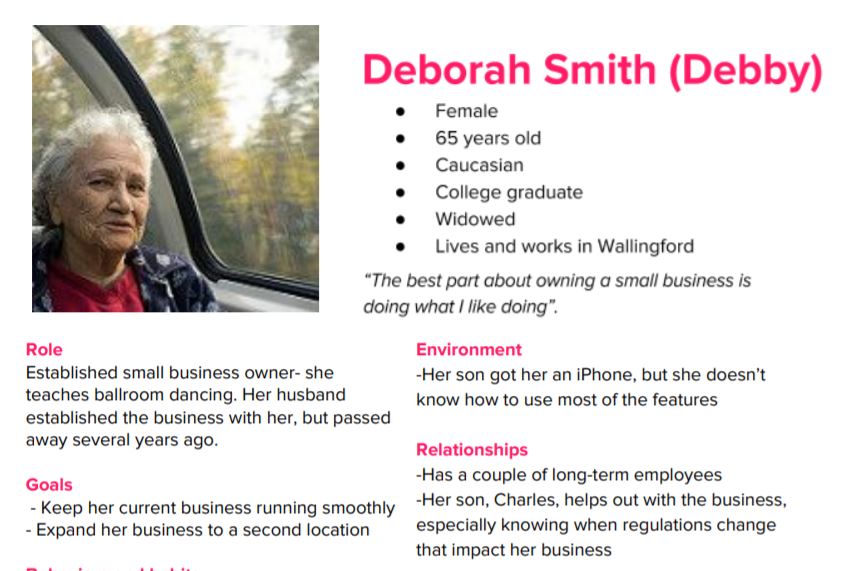 Deborah Smith (Debby)
● Female
● 65 years old
● Caucasian
● College graduate
● Widowed
● Lives and works in Wallingford
“The best part about owning a small business is
doing what I like doing”.
Role
Established small business owner- she
teaches ballroom dancing. Her husband
established the business with her, but passed
away several years ago.
Goals
- Keep her current business running smoothly
- Expand her business to a second location
Environment
-Her son got her an iPhone, but she doesn’t
know how to use most of the features
Relationships
-Has a couple of long-term employees
-Her son, Charles, helps out with the business,
especially knowing when regulations change
that impact her business